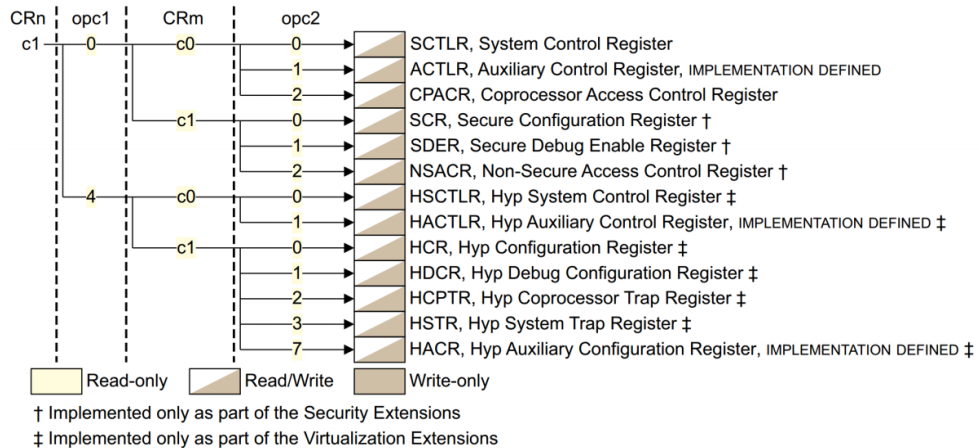 CRn opc1 CRm opc2
c1 0 c0 0 SCTLR, System Control Register
1 ACTLR, Auxiliary Control Register, IMPLEMENTATION DEFINED
2 CPACR, Coprocessor Access Control Register
c1 0 SCR, Secure Configuration Register †
1 SDER, Secure Debug Enable Register †
2 NSACR, Non-Secure Access Control Register †
4 c0 0 HSCTLR, Hyp System Control Register ‡
1 HACTLR, Hyp Auxiliary Control Register, IMPLEMENTATION DEFINED ‡
c1 0 HCR, Hyp Configuration Register ‡
1 HDCR, Hyp Debug Configuration Register ‡
2 HCPTR, Hyp Coprocessor Trap Register ‡
3 HSTR, Hyp System Trap Register ‡
7 HACR, Hyp Auxiliary Configuration Register, IMPLEMENTATION DEFINED ‡
Read-only Read/Write Write-only
† Implemented only as part of the Security Extensions
‡ Implemented only as part of the Virtualization Extensions